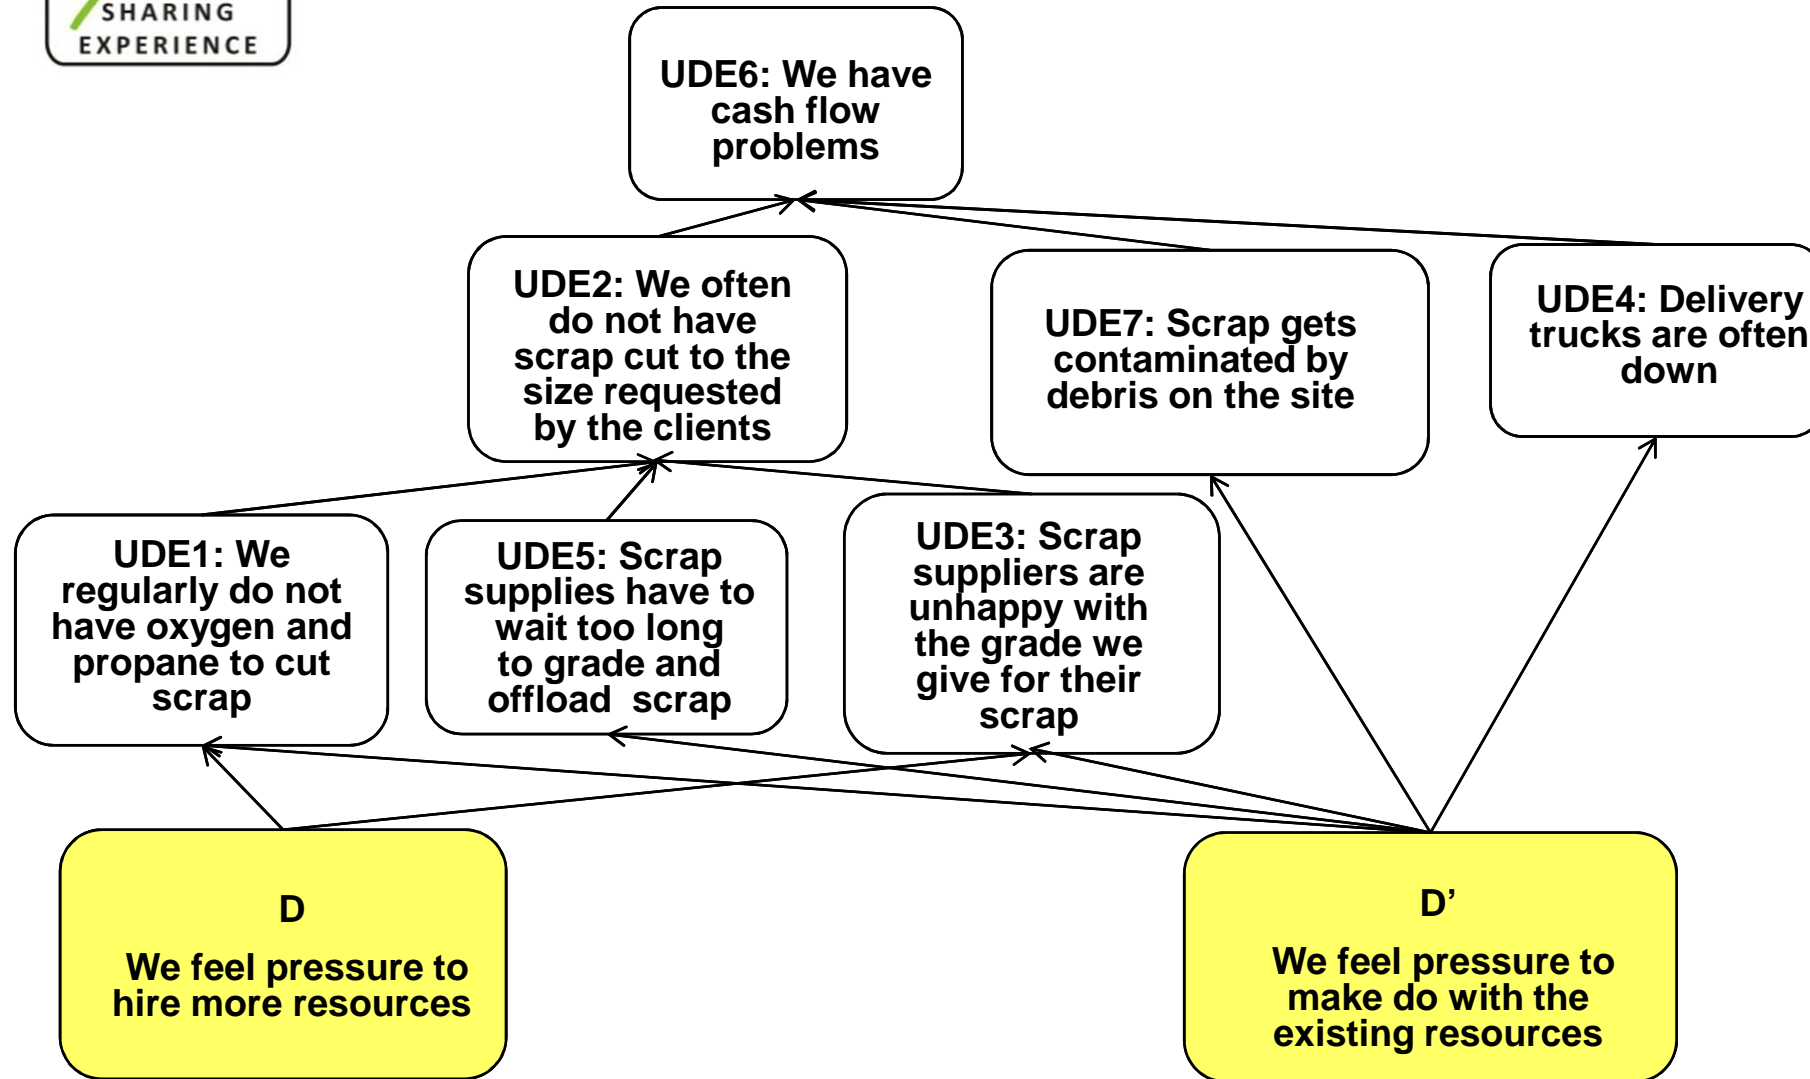 SHARING
EXPERIENCE
UDE6: We have
cash flow
problems
UDE2: We often
do not have
scrap cut to the
size requested
by the clients
UDE7: Scrap gets
contaminated by
debris on the site
UDE4: Delivery
trucks are often
down
UDE1: We
regularly do not
have oxygen and
propane to cut
scrap
UDE5: Scrap
supplies have to
wait too long
to grade and
offload  scrap
UDE3: Scrap
suppliers are
unhappy with
the grade we
give for their
scrap
D
We feel pressure to
hire more resources
D’
We feel pressure to
make do with the
existing resources